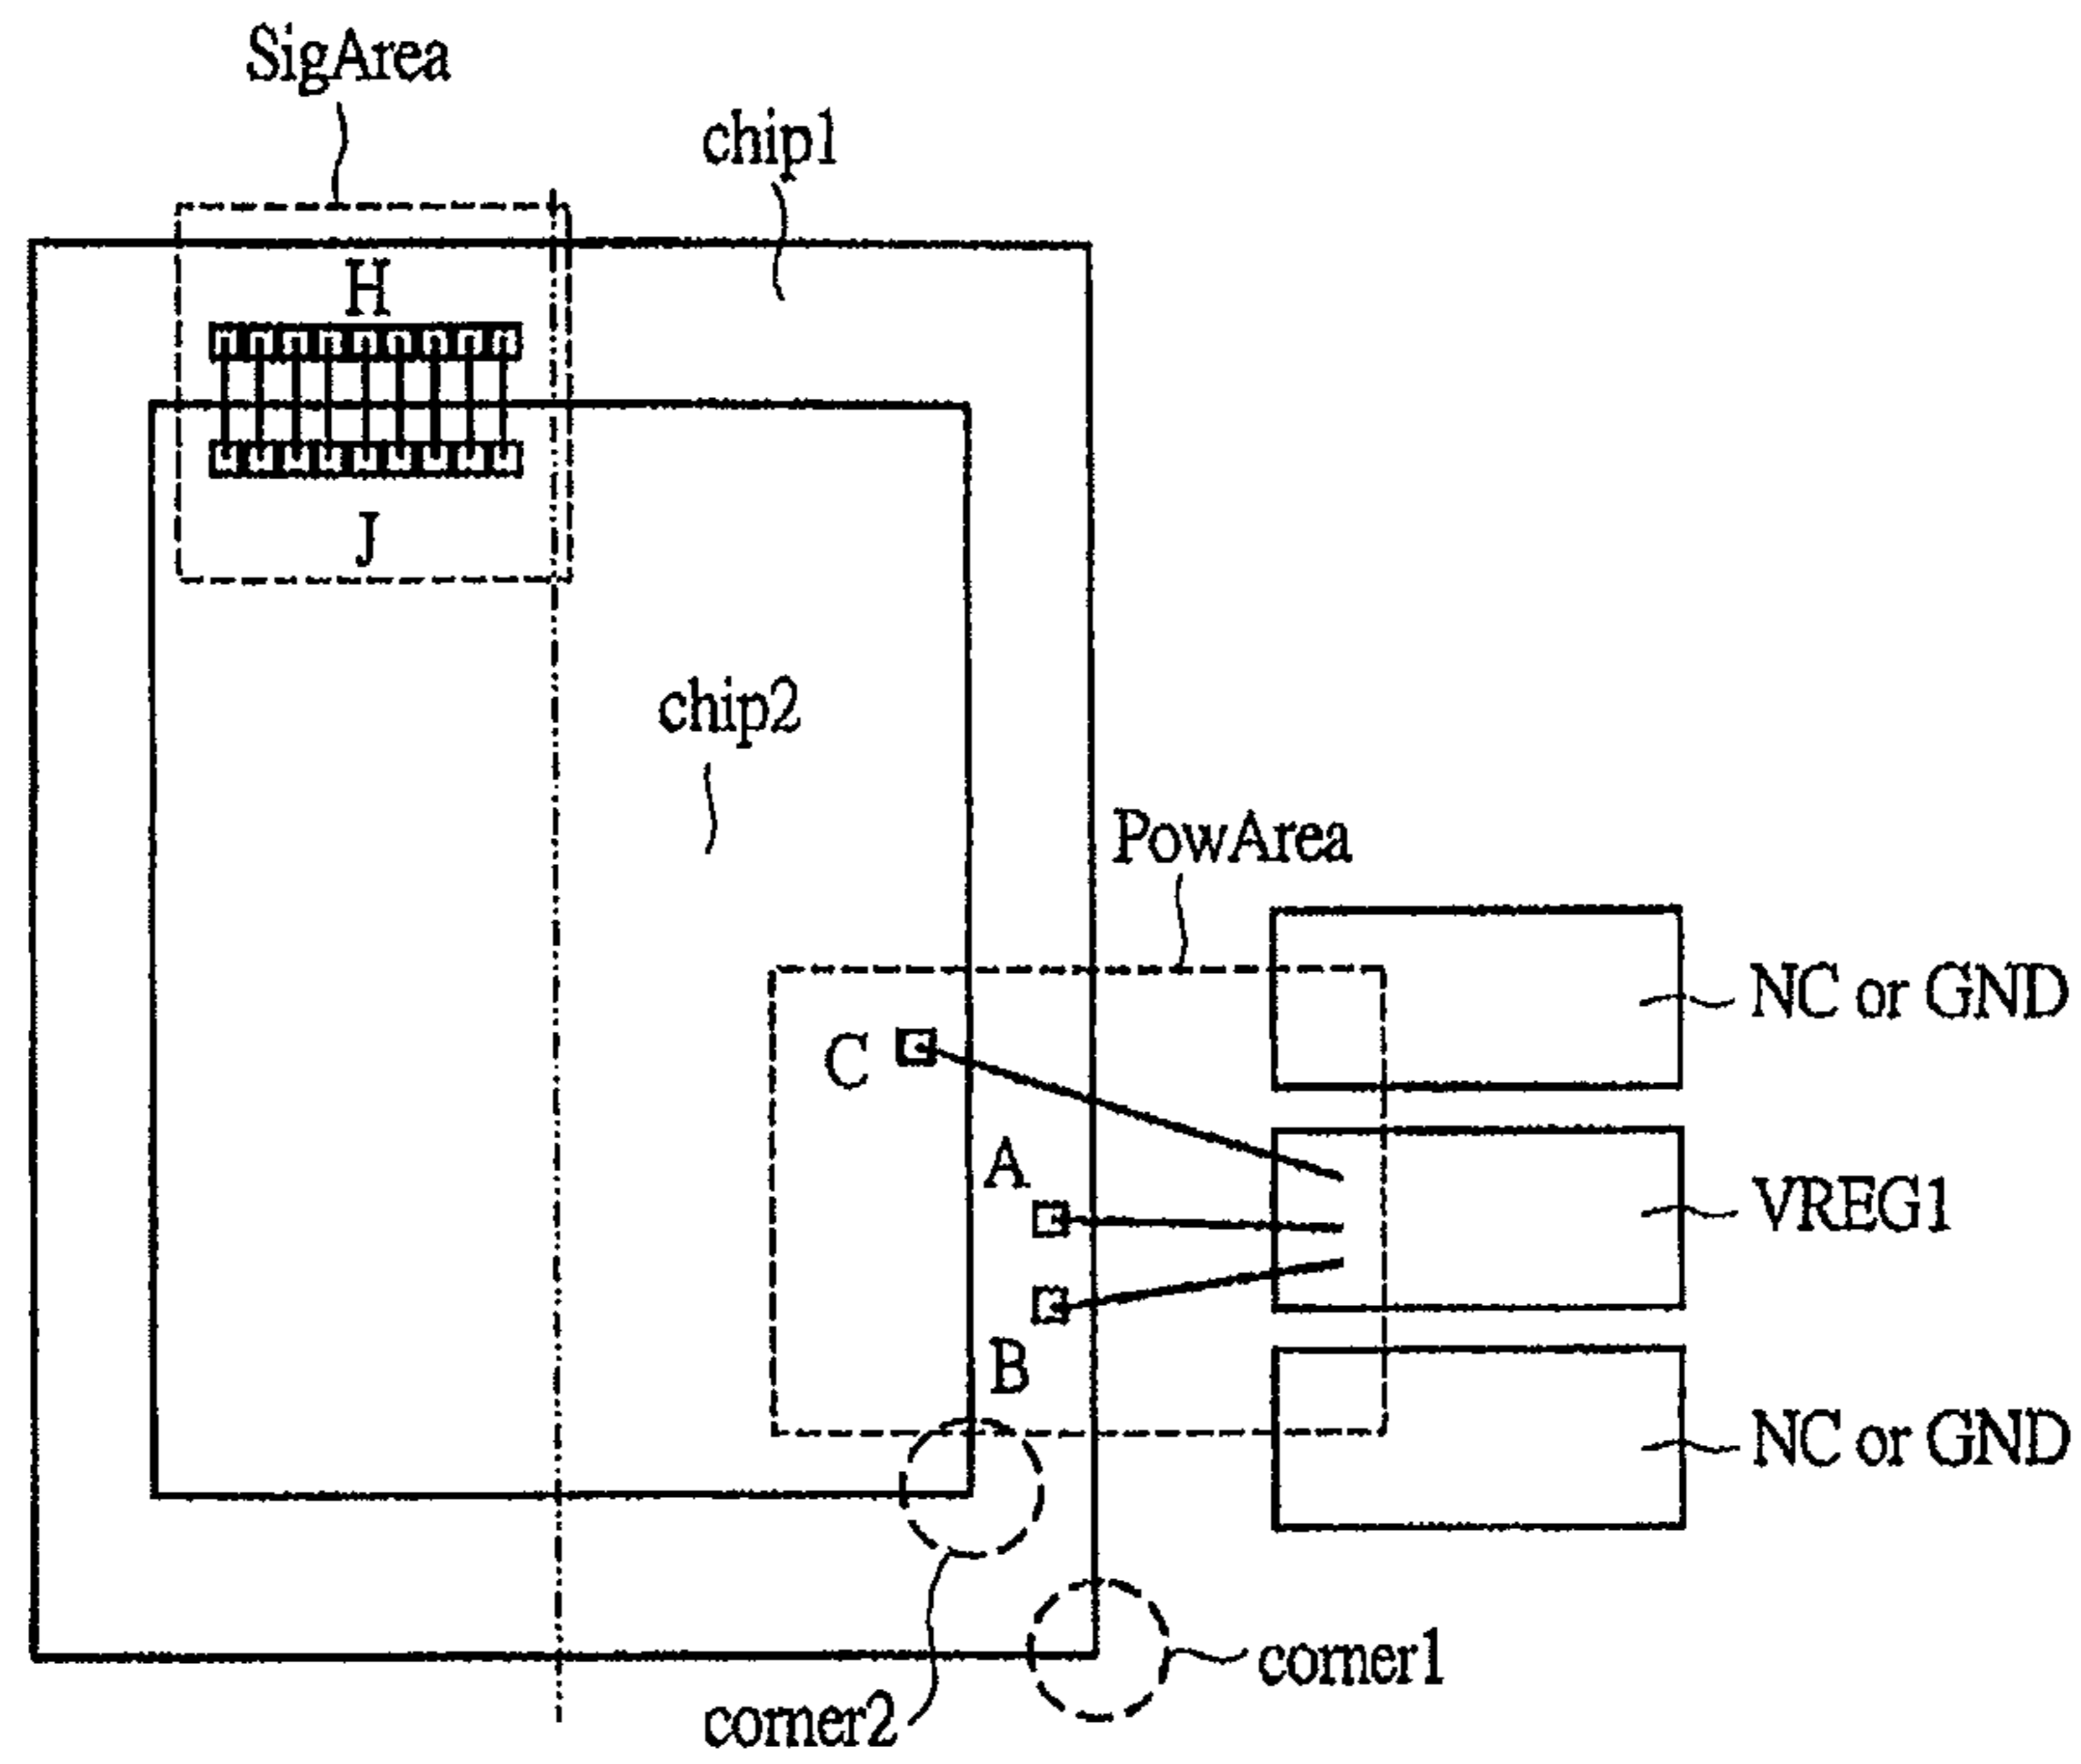 SigArea
chip1
H
J
chip2
PowArea
NC or GND
C
A
VREG1
B
NC or GND
corner1
corner2